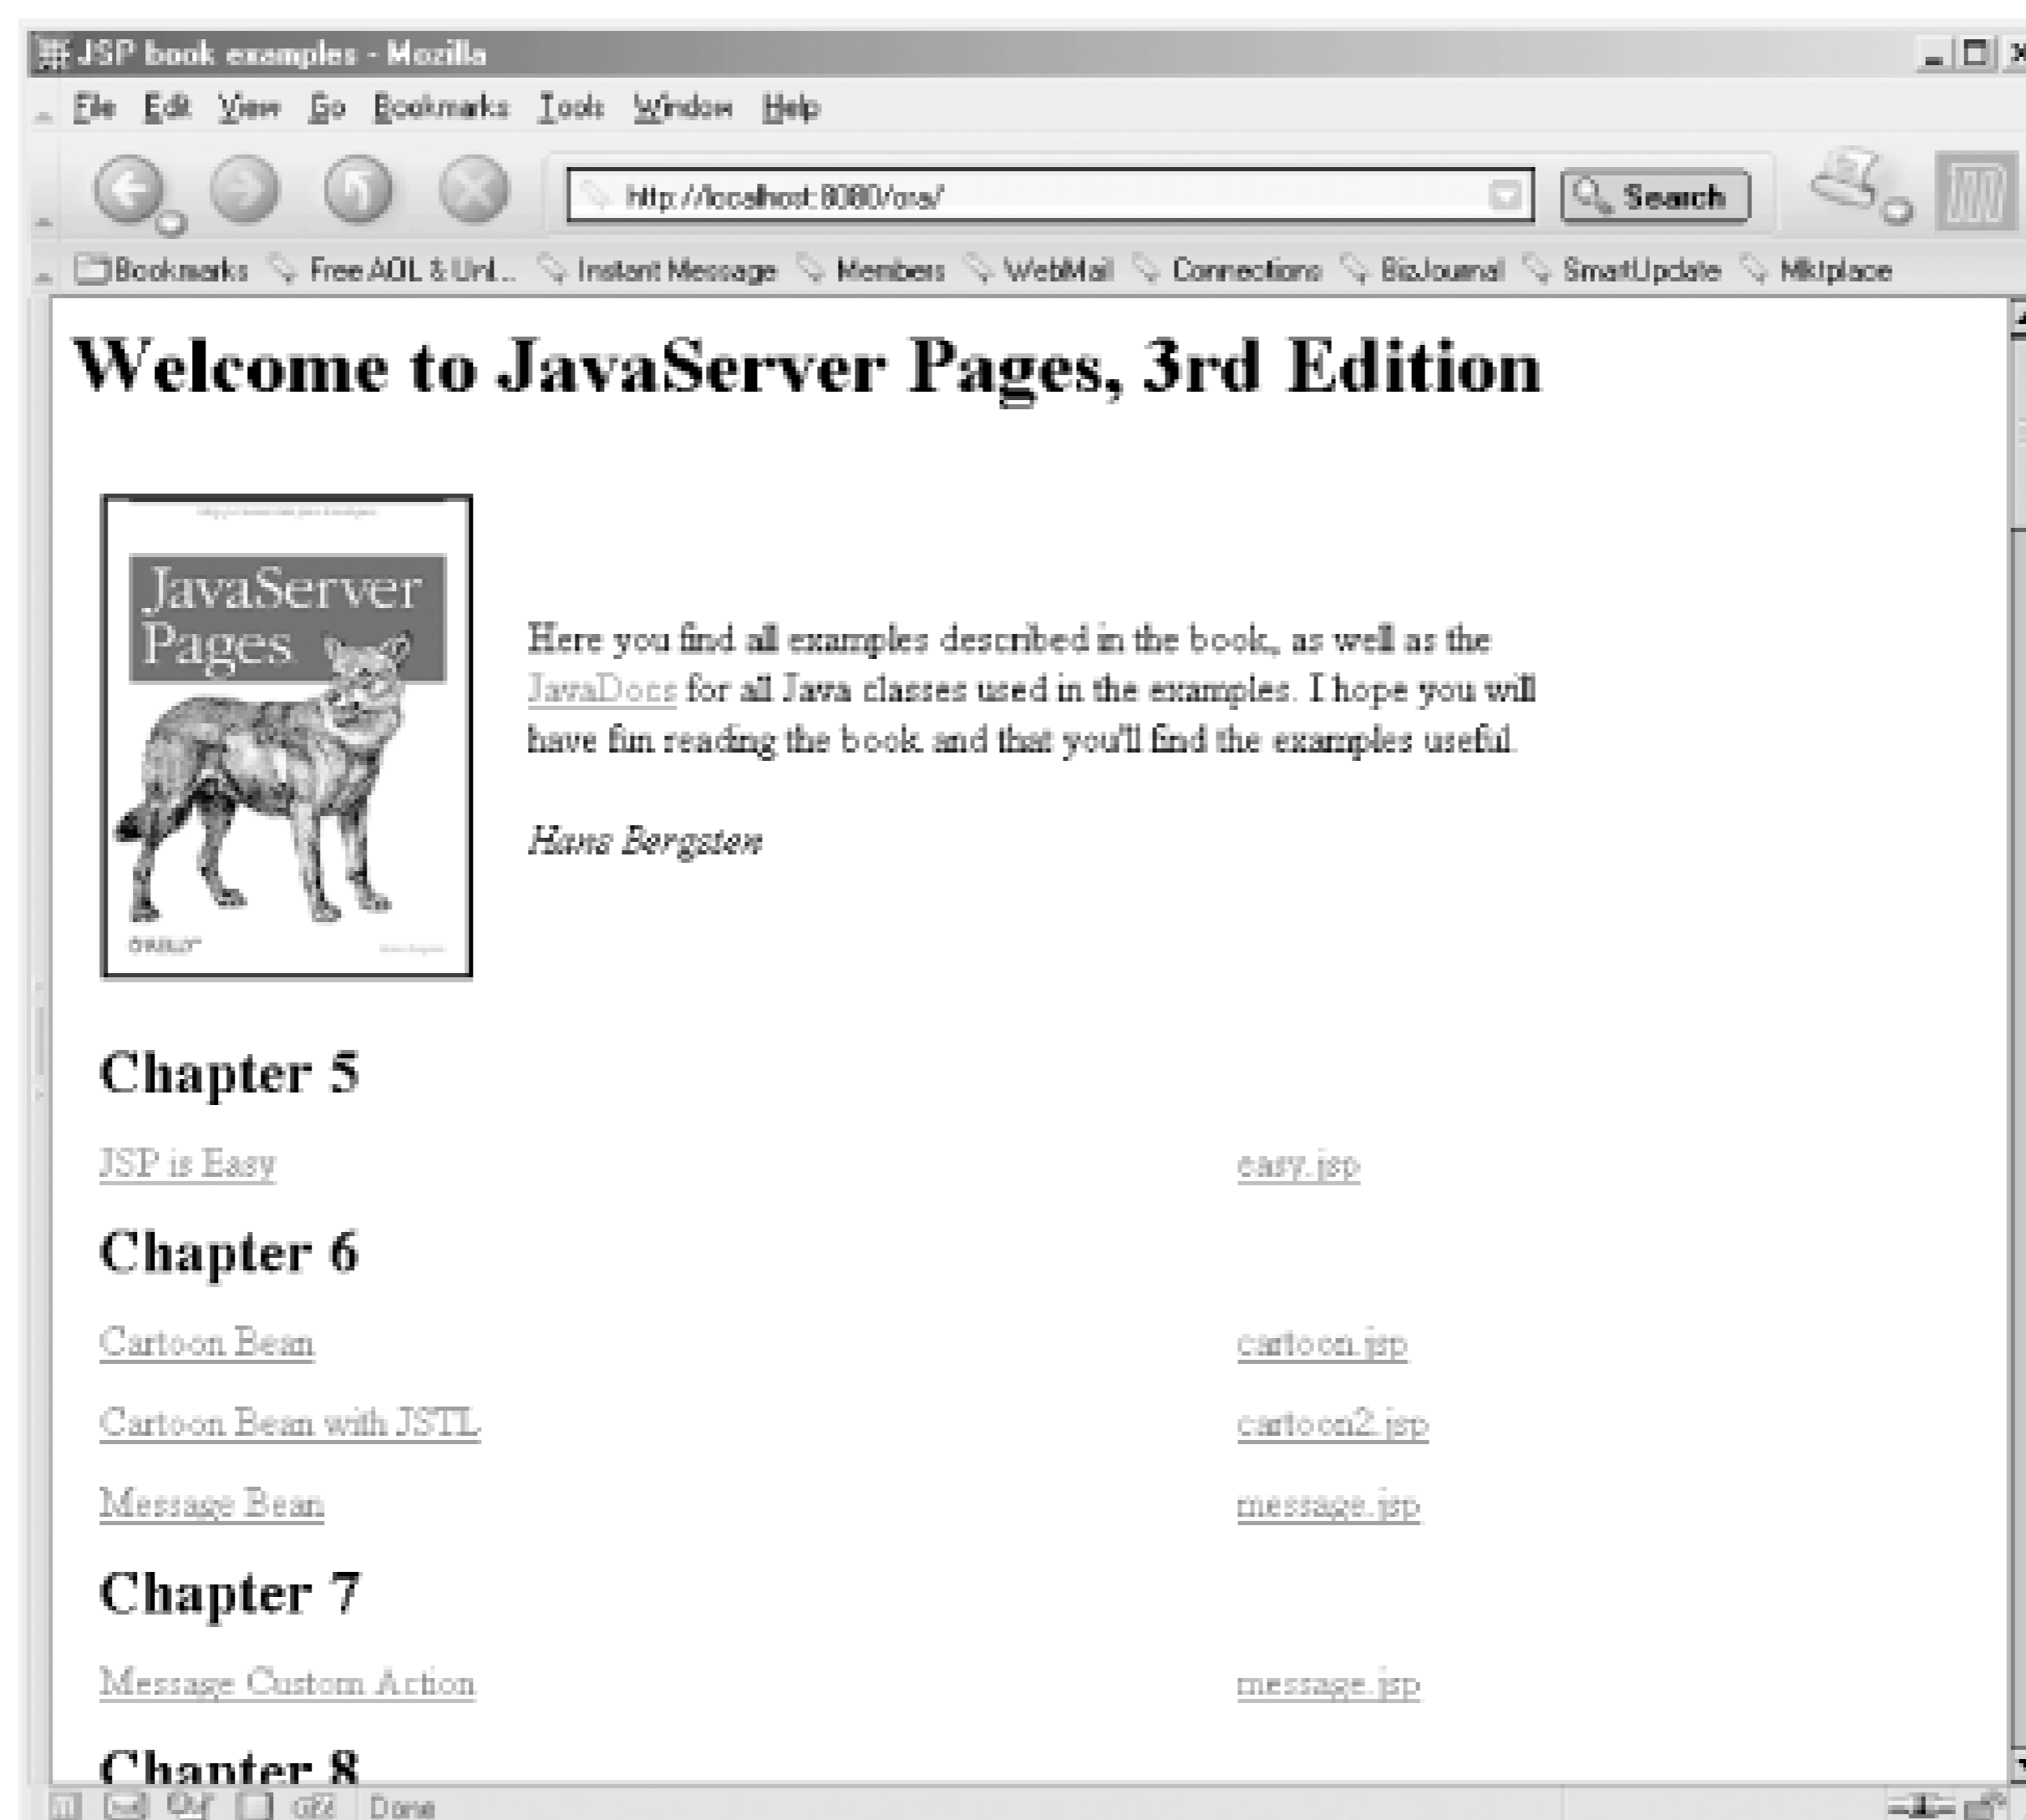 JSP book examples - Mozilla
File Edit View Go Bookmarks Tools Window Help
http://localhost:8080/ora/ Search
Bookmarks Free AOL & Unl... Instant Message Members WebMail Connections BizJournal SmartUpdate Mktplace
Welcome to JavaServer Pages, 3rd Edition
JavaServer
Pages
O'REILLY
Here you find all examples described in the book, as well as the
JavaDocs for all Java classes used in the examples. I hope you will
have fun reading the book and that you'll find the examples useful.
Hans Bergsten
Chapter 5
JSP is Easy easy.jsp
Chapter 6
Cartoon Bean cartoon.jsp
Cartoon Bean with JSTL cartoon2.jsp
Message Bean message.jsp
Chapter 7
Message Custom Action message.jsp
Chapter 8
Done